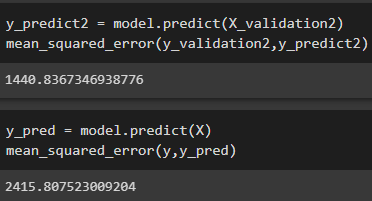 y_predict2 = model.predict(X_validation2)
mean_squared_error(y_validation2,y_predict2)
1440.8367346938776
y_pred = model.predict(X)
mean_squared_error(y,y_pred)
2415.807523009204